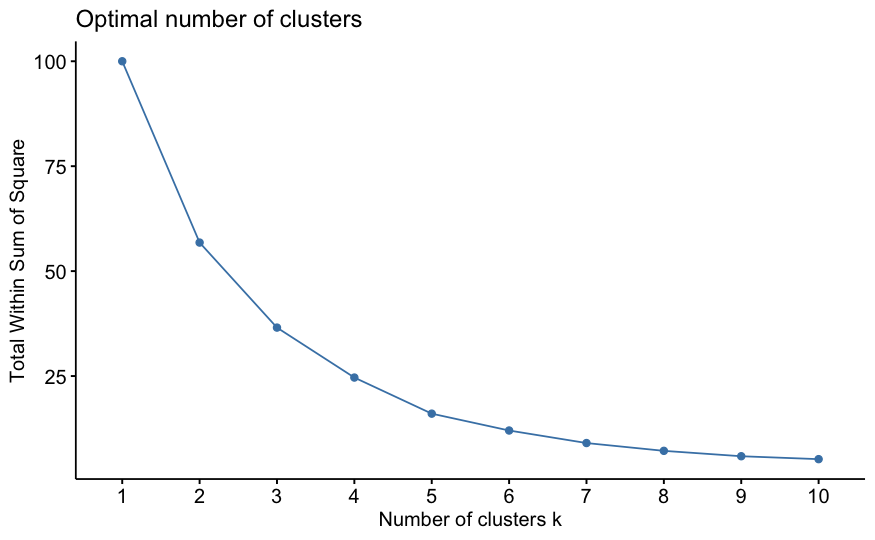 Optimal number of clusters
Total Within Sum of Square
100
75
50
25
1 2 3 4 5 6 7 8 9 10
Number of clusters k